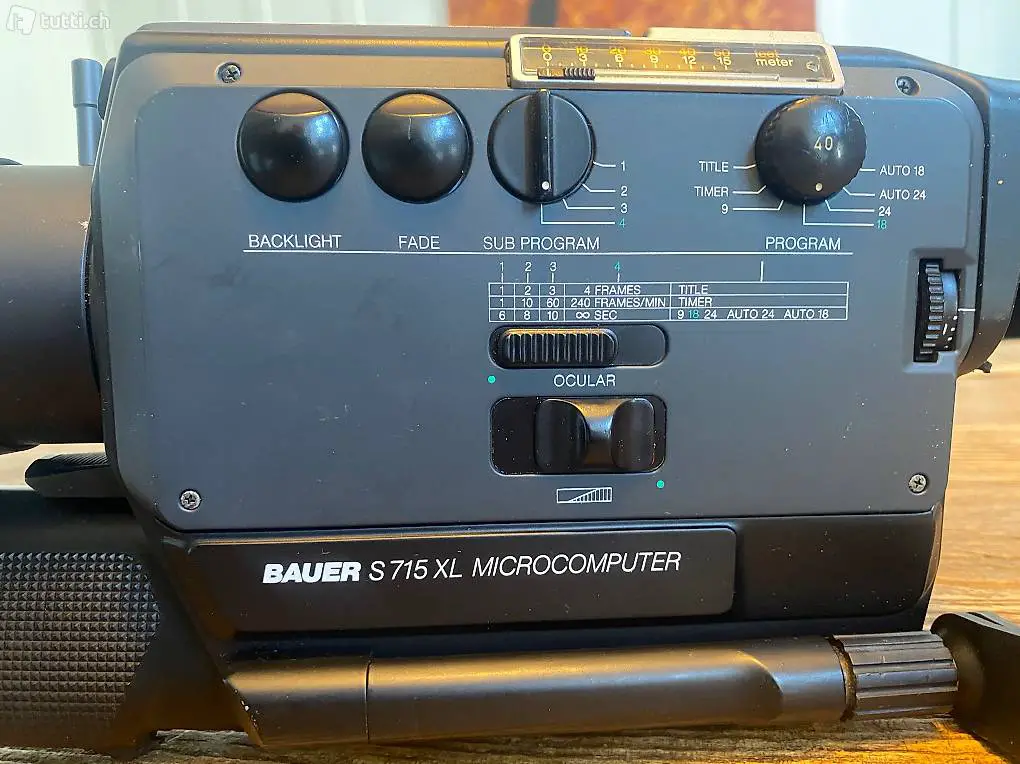 tutti.ch
0 10 20 30 40 50 feet
0 3 6 9 12 15 meter
40
TITLE
TIMER
9
AUTO 18
AUTO 24
24
18
1
2
3
4
BACKLIGHT FADE SUB PROGRAM PROGRAM
1 2 3 4
1 2 3 4 FRAMES TITLE
1 10 60 240 FRAMES/MIN TIMER
6 8 10 ∞ SEC 9 18 24 AUTO 24 AUTO 18
OCULAR
BAUER S 715 XL MICROCOMPUTER